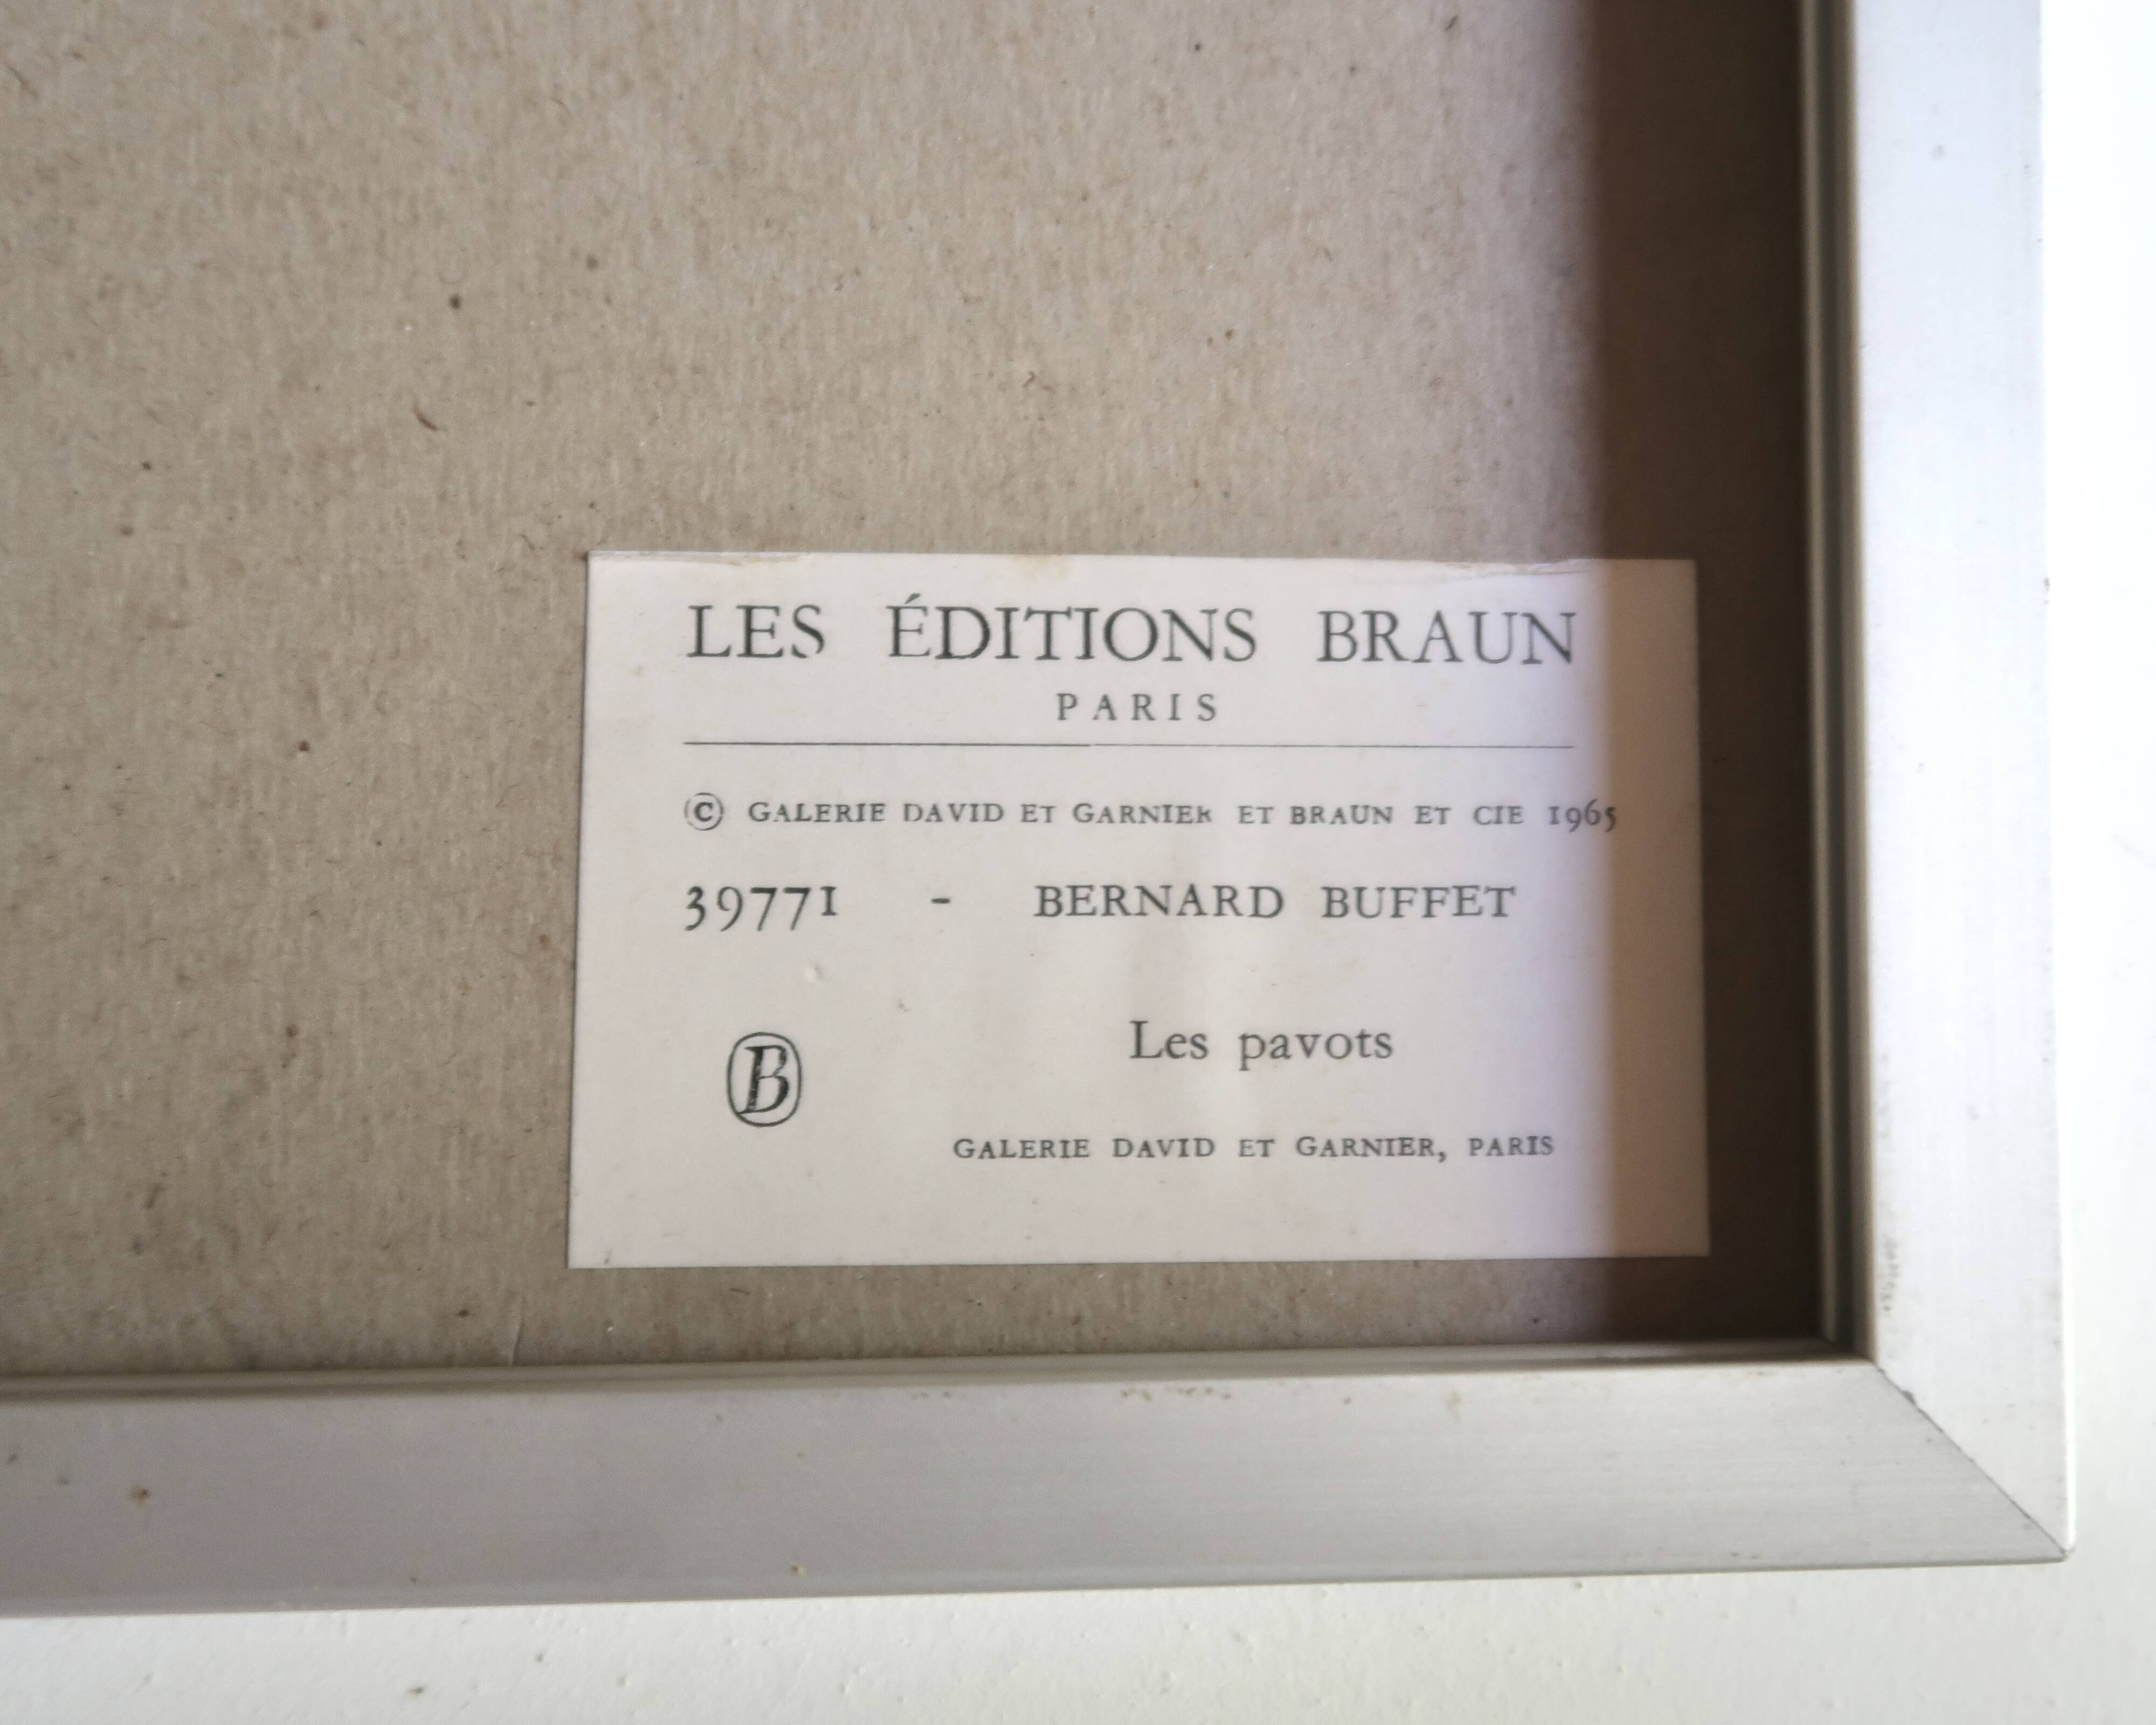 LES ÉDITIONS BRAUN
PARIS
© GALERIE DAVID ET GARNIER ET BRAUN ET CIE 1965
39771 - BERNARD BUFFET
Les pavots
B
GALERIE DAVID ET GARNIER, PARIS